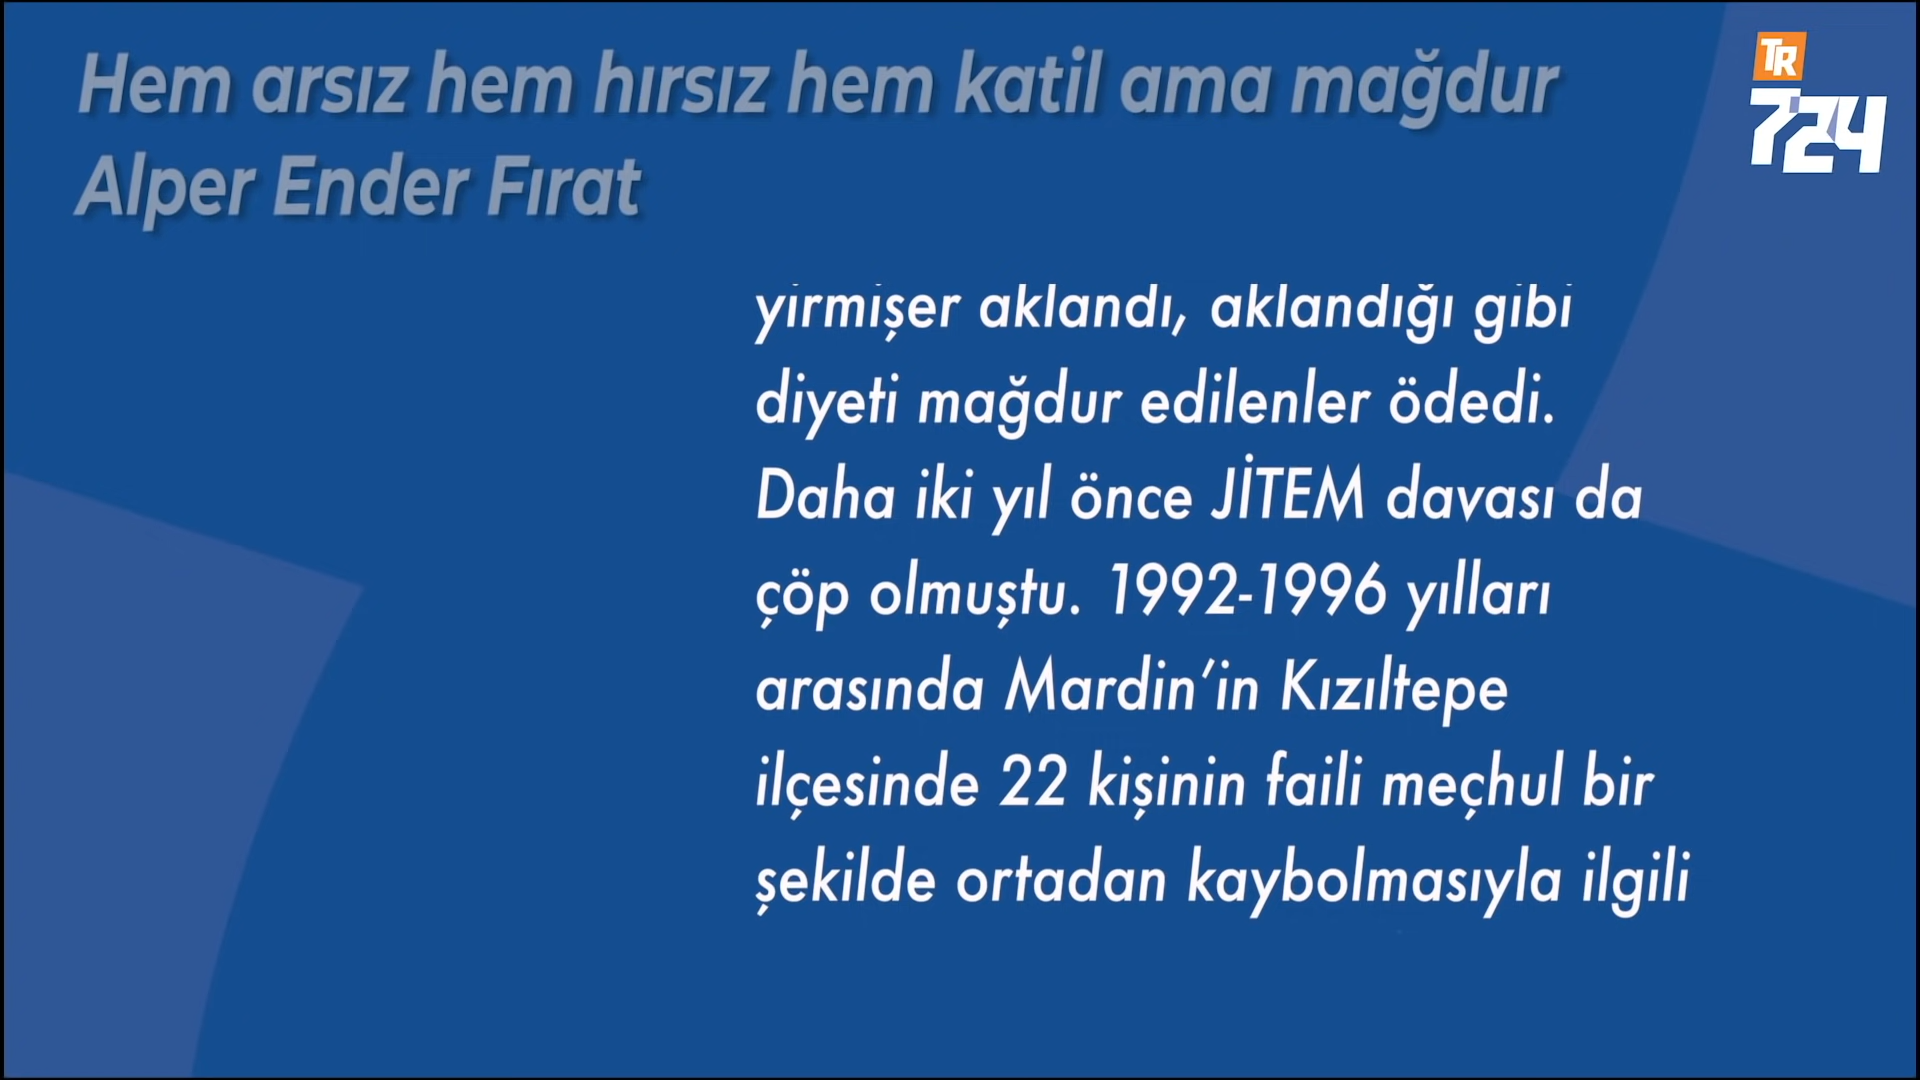 Hem arsız hem hırsız hem katil ama mağdur
Alper Ender Fırat
TR
724
yirmişer aklandı, aklandığı gibi
diyeti mağdur edilenler ödedi.
Daha iki yıl önce JİTEM davası da
çöp olmuştu. 1992-1996 yılları
arasında Mardin’in Kızıltepe
ilçesinde 22 kişinin faili meçhul bir
şekilde ortadan kaybolmasıyla ilgili